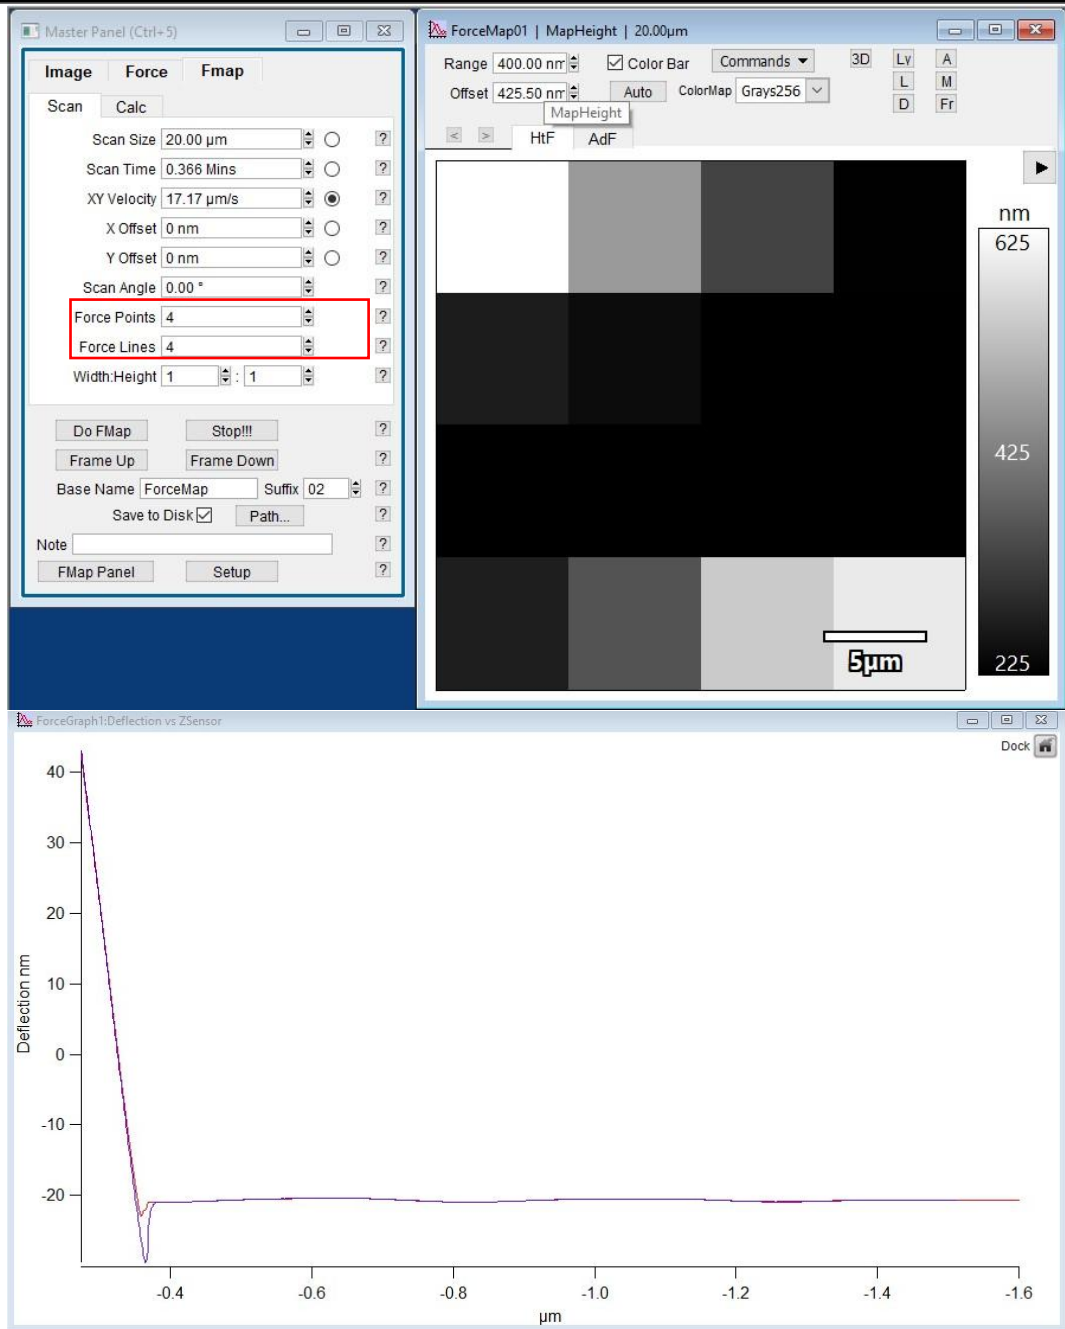 Master Panel (Ctrl+5)
Image Force Fmap
Scan Calc
Scan Size 20.00 µm ?
Scan Time 0.366 Mins ?
XY Velocity 17.17 µm/s ?
X Offset 0 nm ?
Y Offset 0 nm ?
Scan Angle 0.00 ° ?
Force Points 4 ?
Force Lines 4 ?
Width:Height 1 : 1 ?
Do FMap Stop!!! ?
Frame Up Frame Down ?
Base Name ForceMap Suffix 02 ?
Save to Disk Path... ?
Note ?
FMap Panel Setup ?
ForceMap01 | MapHeight | 20.00µm
Range 400.00 nm Color Bar Commands 3D Ly A
L M
Offset 425.50 nm Auto ColorMap Grays256 D Fr
MapHeight
< > HtF AdF
nm
625
425
225
5µm
ForceGraph1:Deflection vs ZSensor
Dock
Deflection nm
40
30
20
10
0
-10
-20
-0.4 -0.6 -0.8 -1.0 -1.2 -1.4 -1.6
µm